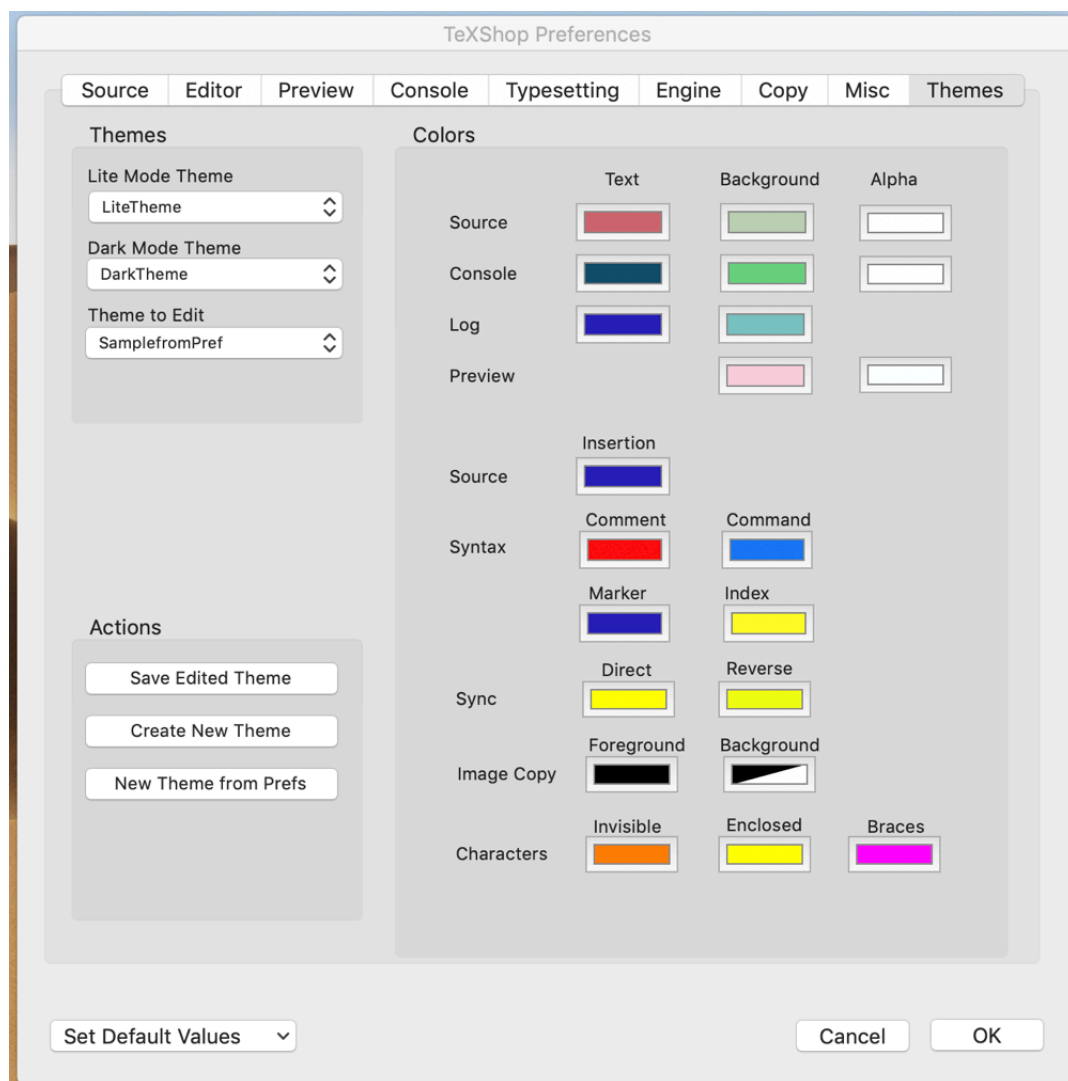 TeXShop Preferences
Source Editor Preview Console Typesetting Engine Copy Misc Themes
Themes
Lite Mode Theme
LiteTheme
Dark Mode Theme
DarkTheme
Theme to Edit
SamplefromPref
Actions
Save Edited Theme
Create New Theme
New Theme from Prefs
Colors
Text Background Alpha
Source
Console
Log
Preview
Insertion
Source
Comment Command
Syntax
Marker Index
Direct Reverse
Sync
Foreground Background
Image Copy
Invisible Enclosed Braces
Characters
Set Default Values
Cancel OK